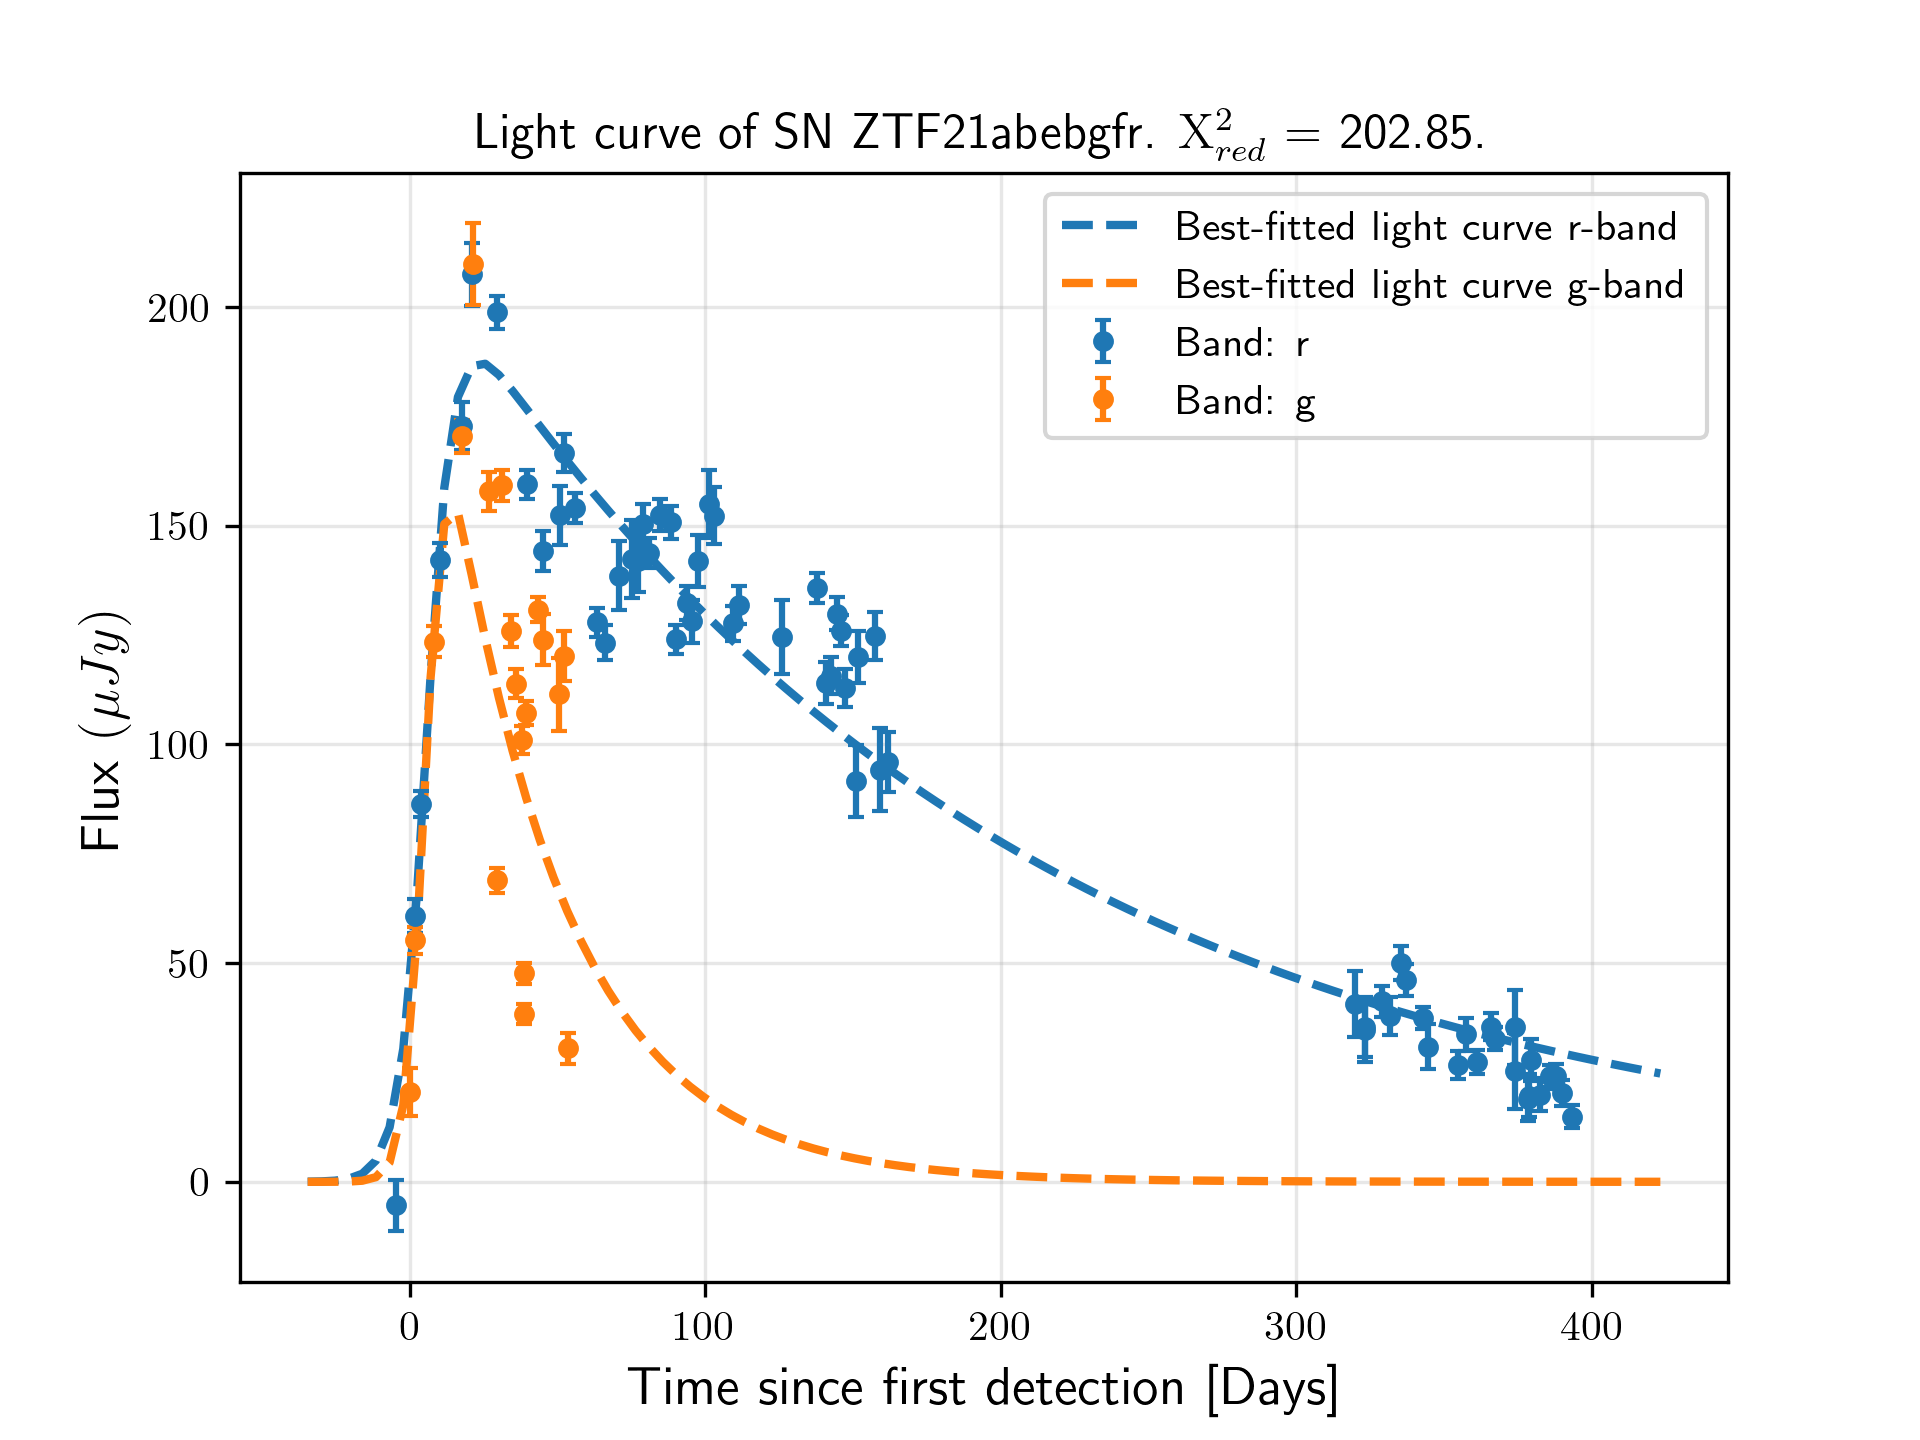 Light curve of SN ZTF21abebgfr. X²_red = 202.85.
Best-fitted light curve r-band
Best-fitted light curve g-band
Band: r
Band: g
Flux (μJy)
200
150
100
50
0
0 100 200 300 400
Time since first detection [Days]